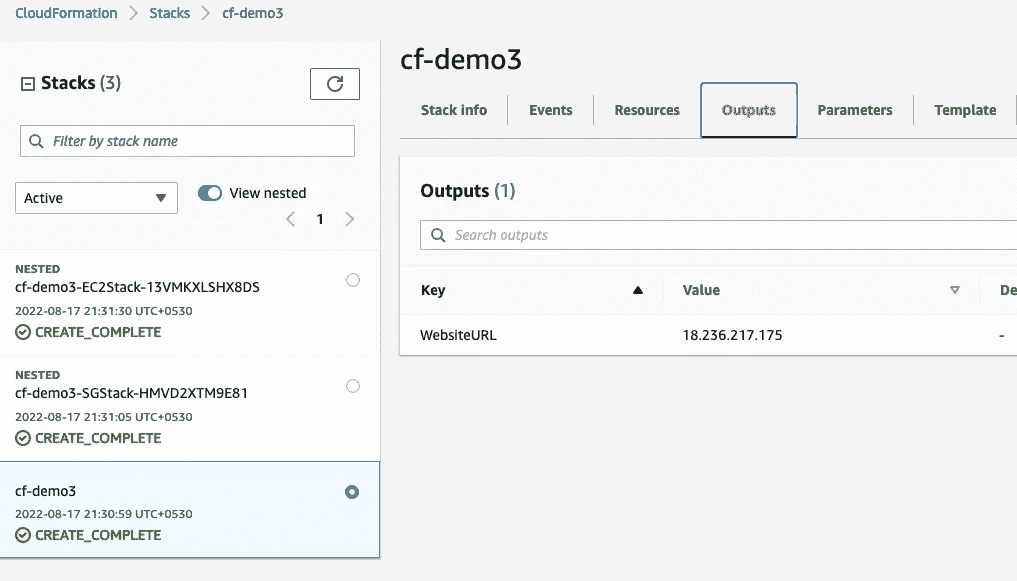 CloudFormation > Stacks > cf-demo3
Stacks (3)
Filter by stack name
Active
View nested
1
NESTED
cf-demo3-EC2Stack-13VMKXLSHX8DS
2022-08-17 21:31:30 UTC+0530
CREATE_COMPLETE
NESTED
cf-demo3-SGStack-HMVD2XTM9E81
2022-08-17 21:31:05 UTC+0530
CREATE_COMPLETE
cf-demo3
2022-08-17 21:30:59 UTC+0530
CREATE_COMPLETE
cf-demo3
Stack info Events Resources Outputs Parameters Template
Outputs (1)
Search outputs
Key Value De
WebsiteURL 18.236.217.175 -